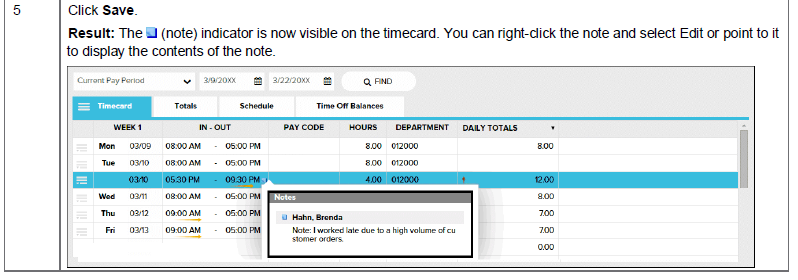 5 Click Save.
Result: The (note) indicator is now visible on the timecard. You can right-click the note and select Edit or point to it
to display the contents of the note.
Current Pay Period 3/9/20XX 3/22/20XX FIND
Timecard Totals Schedule Time Off Balances
WEEK 1 IN - OUT PAY CODE HOURS DEPARTMENT DAILY TOTALS
Mon 03/09 08:00 AM - 05:00 PM 8.00 012000 8.00
Tue 03/10 08:00 AM - 05:00 PM 8.00 012000
03/10 05:30 PM - 09:30 PM 4.00 012000 12.00
Wed 03/11 08:00 AM - 05:00 PM 8.00
Thu 03/12 09:00 AM - 05:00 PM 7.00
Fri 03/13 09:00 AM - 05:00 PM 7.00
0.00
Notes
Hahn, Brenda
Note: I worked late due to a high volume of cu
stomer orders.